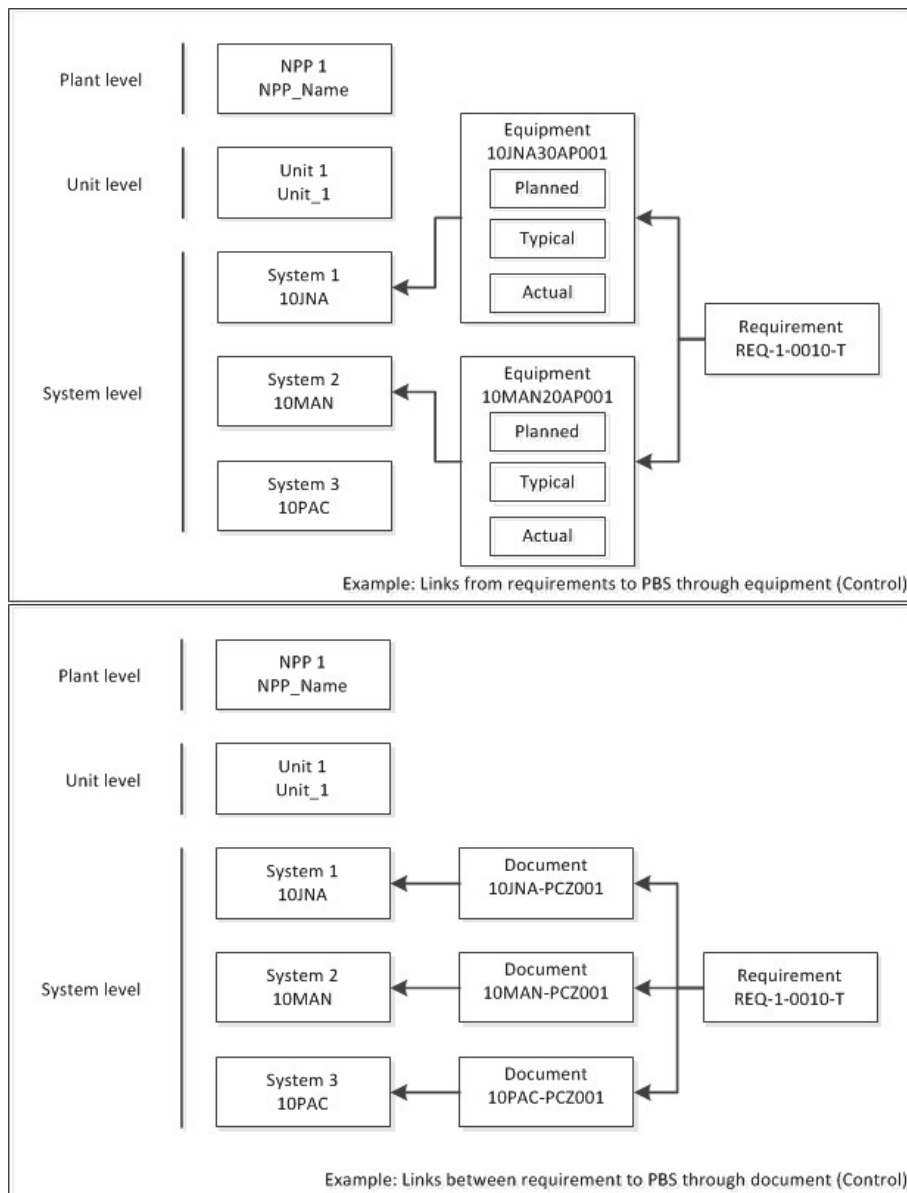 Plant level
NPP 1
NPP_Name
Unit level
Unit 1
Unit_1
System level
System 1
10JNA
System 2
10MAN
System 3
10PAC
Equipment
10JNA30AP001
Planned
Typical
Actual
Equipment
10MAN20AP001
Planned
Typical
Actual
Requirement
REQ-1-0010-T
Example: Links from requirements to PBS through equipment (Control)
Plant level
NPP 1
NPP_Name
Unit level
Unit 1
Unit_1
System level
System 1
10JNA
System 2
10MAN
System 3
10PAC
Document
10JNA-PCZ001
Document
10MAN-PCZ001
Document
10PAC-PCZ001
Requirement
REQ-1-0010-T
Example: Links between requirement to PBS through document (Control)